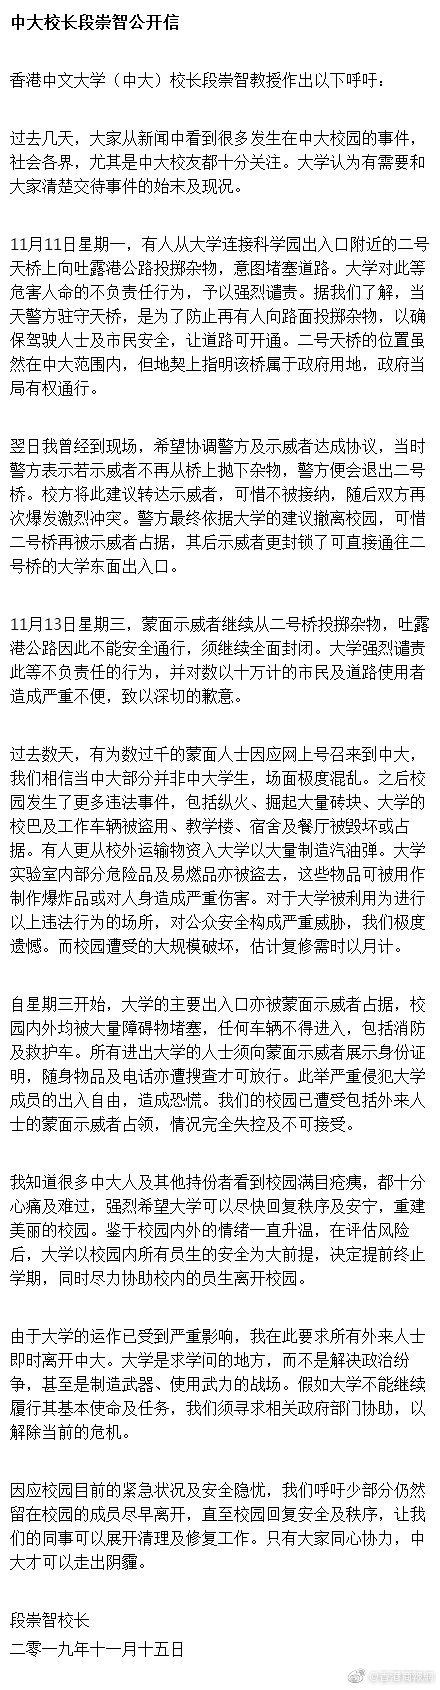 中大校长段崇智公开信
香港中文大学（中大）校长段崇智教授作出以下呼吁：
过去几天，大家从新闻中看到很多发生在中大校园的事件，
社会各界，尤其是中大校友都十分关注。大学认为有需要和
大家清楚交待事件的始末及现况。
11月11日星期一，有人从大学连接科学园出入口附近的二号
天桥上向吐露港公路投掷杂物，意图堵塞道路。大学对此等
危害人命的不负责任行为，予以强烈谴责。据我们了解，当
天警方驻守天桥，是为了防止再有人向路面投掷杂物，以确
保驾驶人士及市民安全，让道路可开通。二号天桥的位置虽
然在中大范围内，但地契上指明该桥属于政府用地，政府当
局有权通行。
翌日我曾经到现场，希望协调警方及示威者达成协议，当时
警方表示若示威者不再从桥上抛下杂物，警方便会退出二号
桥。校方将此建议转达示威者，可惜不被接纳，随后双方再
次爆发激烈冲突。警方最终依据大学的建议撤离校园，可惜
二号桥再被示威者占据，其后示威者更封锁了可直接通往二
号桥的大学东面出入口。
11月13日星期三，蒙面示威者继续从二号桥投掷杂物，吐露
港公路因此不能安全通行，须继续全面封闭。大学强烈谴责
此等不负责任的行为，并对数以十万计的市民及道路使用者
造成严重不便，致以深切的歉意。
过去数天，有为数过千的蒙面人士因应网上号召来到中大，
我们相信当中大部分并非中大学生，场面极度混乱。之后校
园发生了更多违法事件，包括纵火、掘起大量砖块、大学的
校巴及工作车辆被盗用、教学楼、宿舍及餐厅被毁坏或占
据。有人更从校外运输物资入大学以大量制造汽油弹。大学
实验室内部分危险品及易燃品亦被盗去，这些物品可被用作
制作爆炸品或对人身造成严重伤害。对于大学被利用为进行
以上违法行为的场所，对公众安全构成严重威胁，我们极度
遗憾。而校园遭受的大规模破坏，估计复修需时以月计。
自星期三开始，大学的主要出入口亦被蒙面示威者占据，校
园内外均被大量障碍物堵塞，任何车辆不得进入，包括消防
及救护车。所有进出大学的人士须向蒙面示威者展示身份证
明，随身物品及电话亦遭搜查才可放行。此举严重侵犯大学
成员的出入自由，造成恐慌。我们的校园已遭受包括外来人
士的蒙面示威者占领，情况完全失控及不可接受。
我知道很多中大人及其他持份者看到校园满目疮痍，都十分
心痛及难过，强烈希望大学可以尽快回复秩序及安宁，重建
美丽的校园。鉴于校园内外的情绪一直升温，在评估风险
后，大学以校园内所有员生的安全为大前提，决定提前终止
学期，同时尽力协助校内的员生离开校园。
由于大学的运作已受到严重影响，我在此要求所有外来人士
即时离开中大。大学是求学问的地方，而不是解决政治纷
争，甚至是制造武器、使用武力的战场。假如大学不能继续
履行其基本使命及任务，我们须寻求相关政府部门协助，以
解除当前的危机。
因应校园目前的紧急状况及安全隐忧，我们呼吁少部分仍然
留在校园的成员尽早离开，直至校园回复安全及秩序，让我
们的同事可以展开清理及修复工作。只有大家同心协力，中
大才可以走出阴霾。
段崇智校长
二零一九年十一月十五日